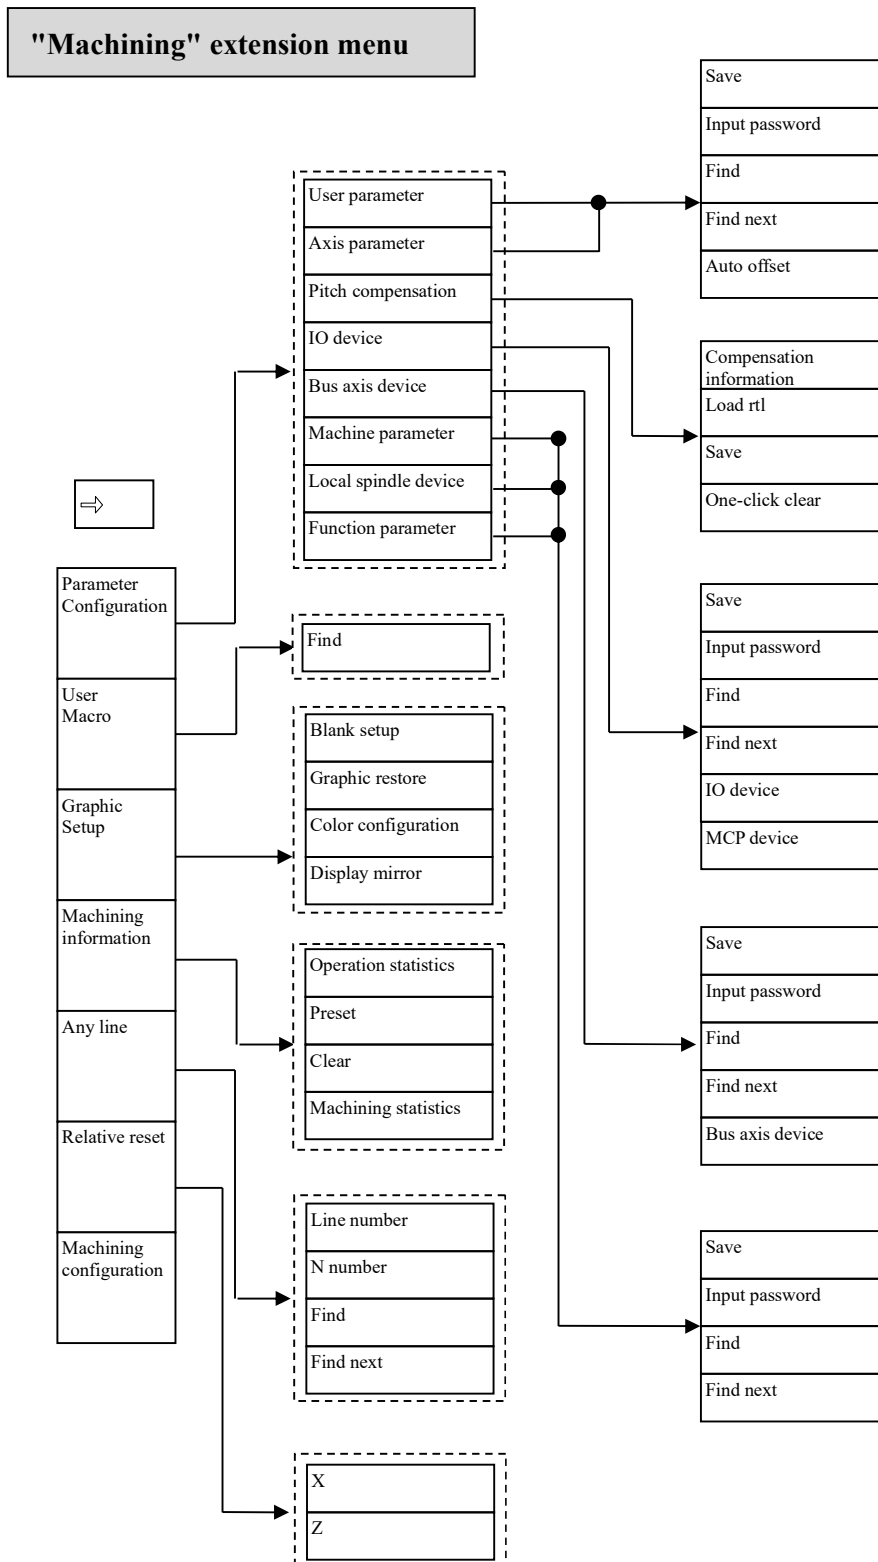 "Machining" extension menu
Parameter
Configuration
User
Macro
Graphic
Setup
Machining
information
Any line
Relative reset
Machining
configuration
User parameter
Axis parameter
Pitch compensation
IO device
Bus axis device
Machine parameter
Local spindle device
Function parameter
Find
Blank setup
Graphic restore
Color configuration
Display mirror
Operation statistics
Preset
Clear
Machining statistics
Line number
N number
Find
Find next
X
Z
Save
Input password
Find
Find next
Auto offset
Compensation
information
Load rtl
Save
One-click clear
Save
Input password
Find
Find next
IO device
MCP device
Save
Input password
Find
Find next
Bus axis device
Save
Input password
Find
Find next